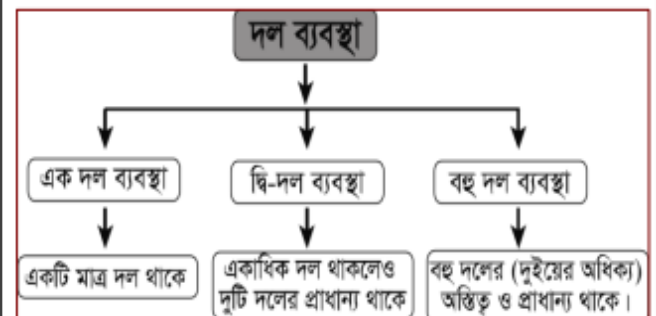 দল ব্যবস্থা
এক দল ব্যবস্থা
দ্বি-দল ব্যবস্থা
বহু দল ব্যবস্থা
একটি মাত্র দল থাকে
একাধিক দল থাকলেও
দুটি দলের প্রাধান্য থাকে
বহু দলের (দুইয়ের অধিক্য)
অস্তিত্ব ও প্রাধান্য থাকে।